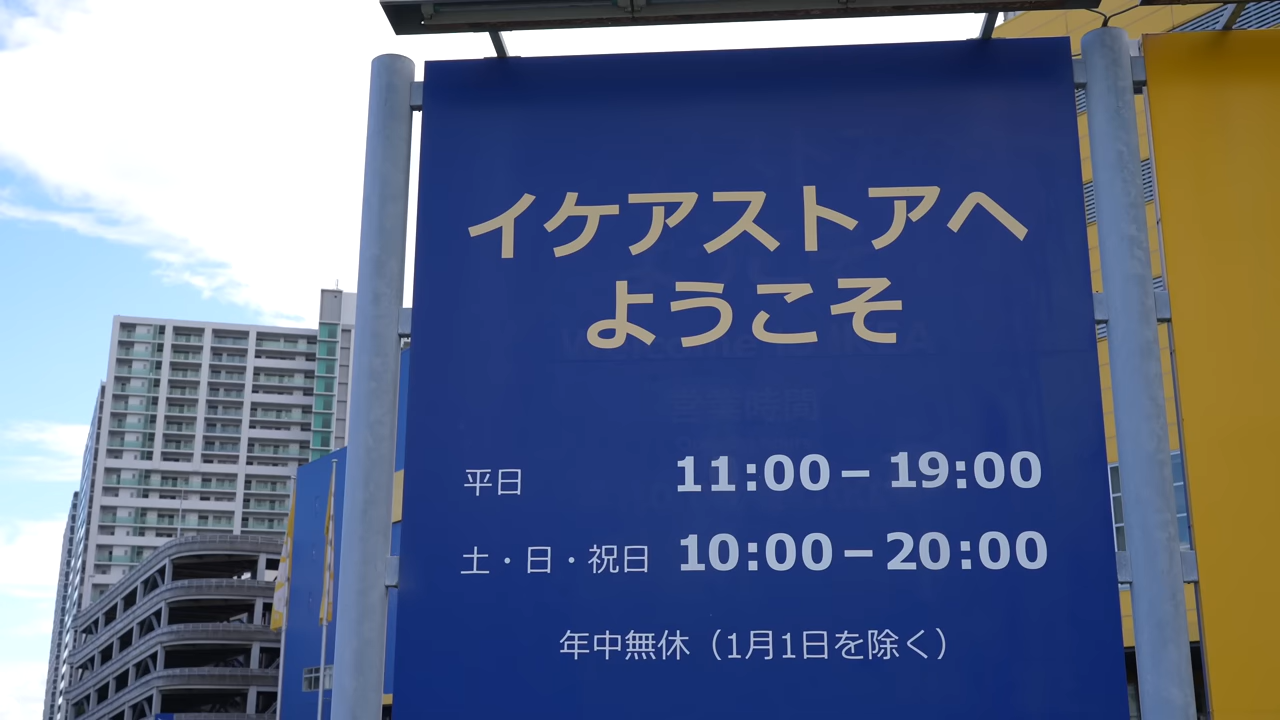 イケアストアへ
ようこそ
平日 11:00－19:00
土・日・祝日 10:00－20:00
年中無休（1月1日を除く）